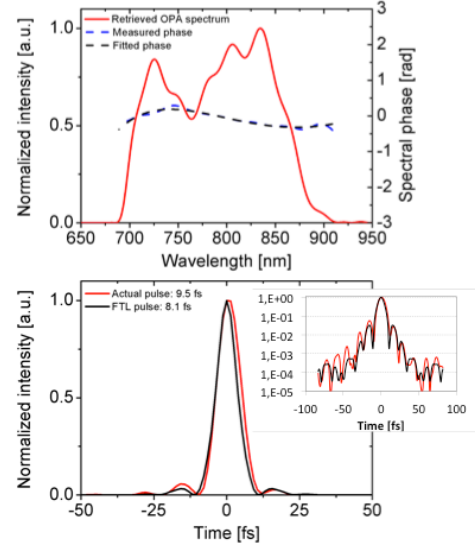 Normalized intensity [a.u.]
1.0
0.5
0.0
Retrieved OPA spectrum
Measured phase
Fitted phase
3
2
1
0
-1
-2
-3
Spectral phase [rad]
650 700 750 800 850 900 950
Wavelength [nm]
Normalized intensity [a.u.]
1.0
0.5
0.0
Actual pulse: 9.5 fs
FTL pulse: 8.1 fs
1,E+00
1,E-01
1,E-02
1,E-03
1,E-04
1,E-05
-100 -50 0 50 100
Time [fs]
-50 -25 0 25 50
Time [fs]